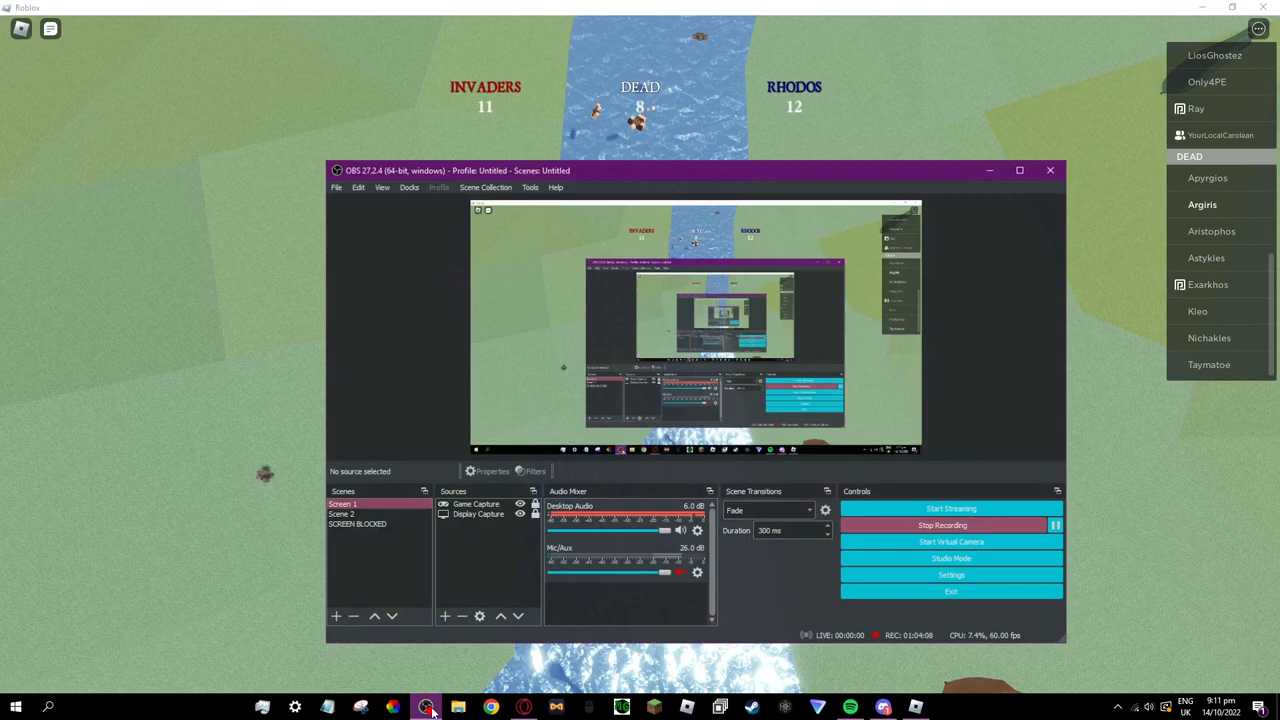 Roblox
INVADERS
11
DEAD
8
RHODOS
12
LiosGhostez
Only4PE
Ray
YourLocalCarolean
DEAD
Apyrgios
Argiris
Aristophos
Astykles
Exarkhos
Kleo
Nichakles
Taymatoe
OBS 27.2.4 (64-bit, windows) - Profile: Untitled - Scenes: Untitled
File Edit View Docks Profile Scene Collection Tools Help
INVADERS
11
RHODOS
12
No source selected
Properties Filters
Scenes
Screen 1
Scene 2
SCREEN BLOCKED
Sources
Game Capture
Display Capture
Audio Mixer
Desktop Audio 6.0 dB
Mic/Aux 26.0 dB
Scene Transitions
Fade
Duration 300 ms
Controls
Start Streaming
Stop Recording
Start Virtual Camera
Studio Mode
Settings
Exit
LIVE: 00:00:00 REC: 01:04:08 CPU: 7.4%, 60.00 fps
ENG
UK
9:11 pm
14/10/2022